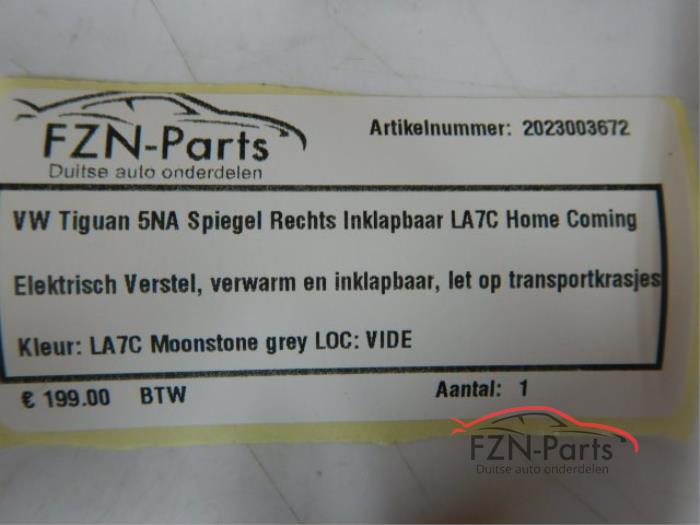 FZN-Parts
Duitse auto onderdelen
Artikelnummer: 2023003672
VW Tiguan 5NA Spiegel Rechts Inklapbaar LA7C Home Coming
Elektrisch Verstel, verwarm en inklapbaar, let op transportkrasjes
Kleur: LA7C Moonstone grey LOC: VIDE
€ 199.00 BTW
Aantal: 1
FZN-Parts
Duitse auto onderdelen